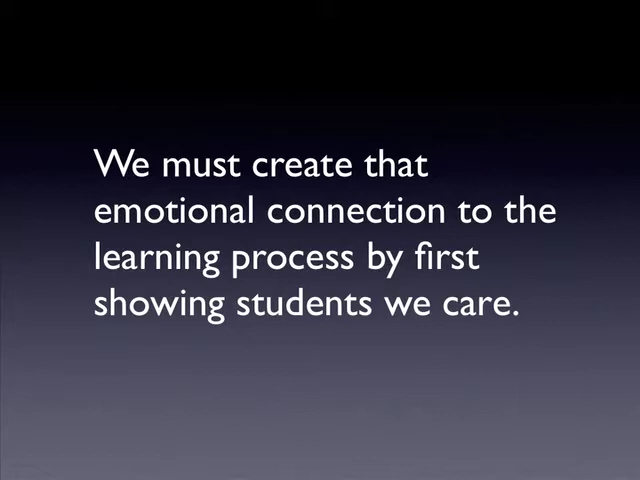 We must create that
emotional connection to the
learning process by first
showing students we care.